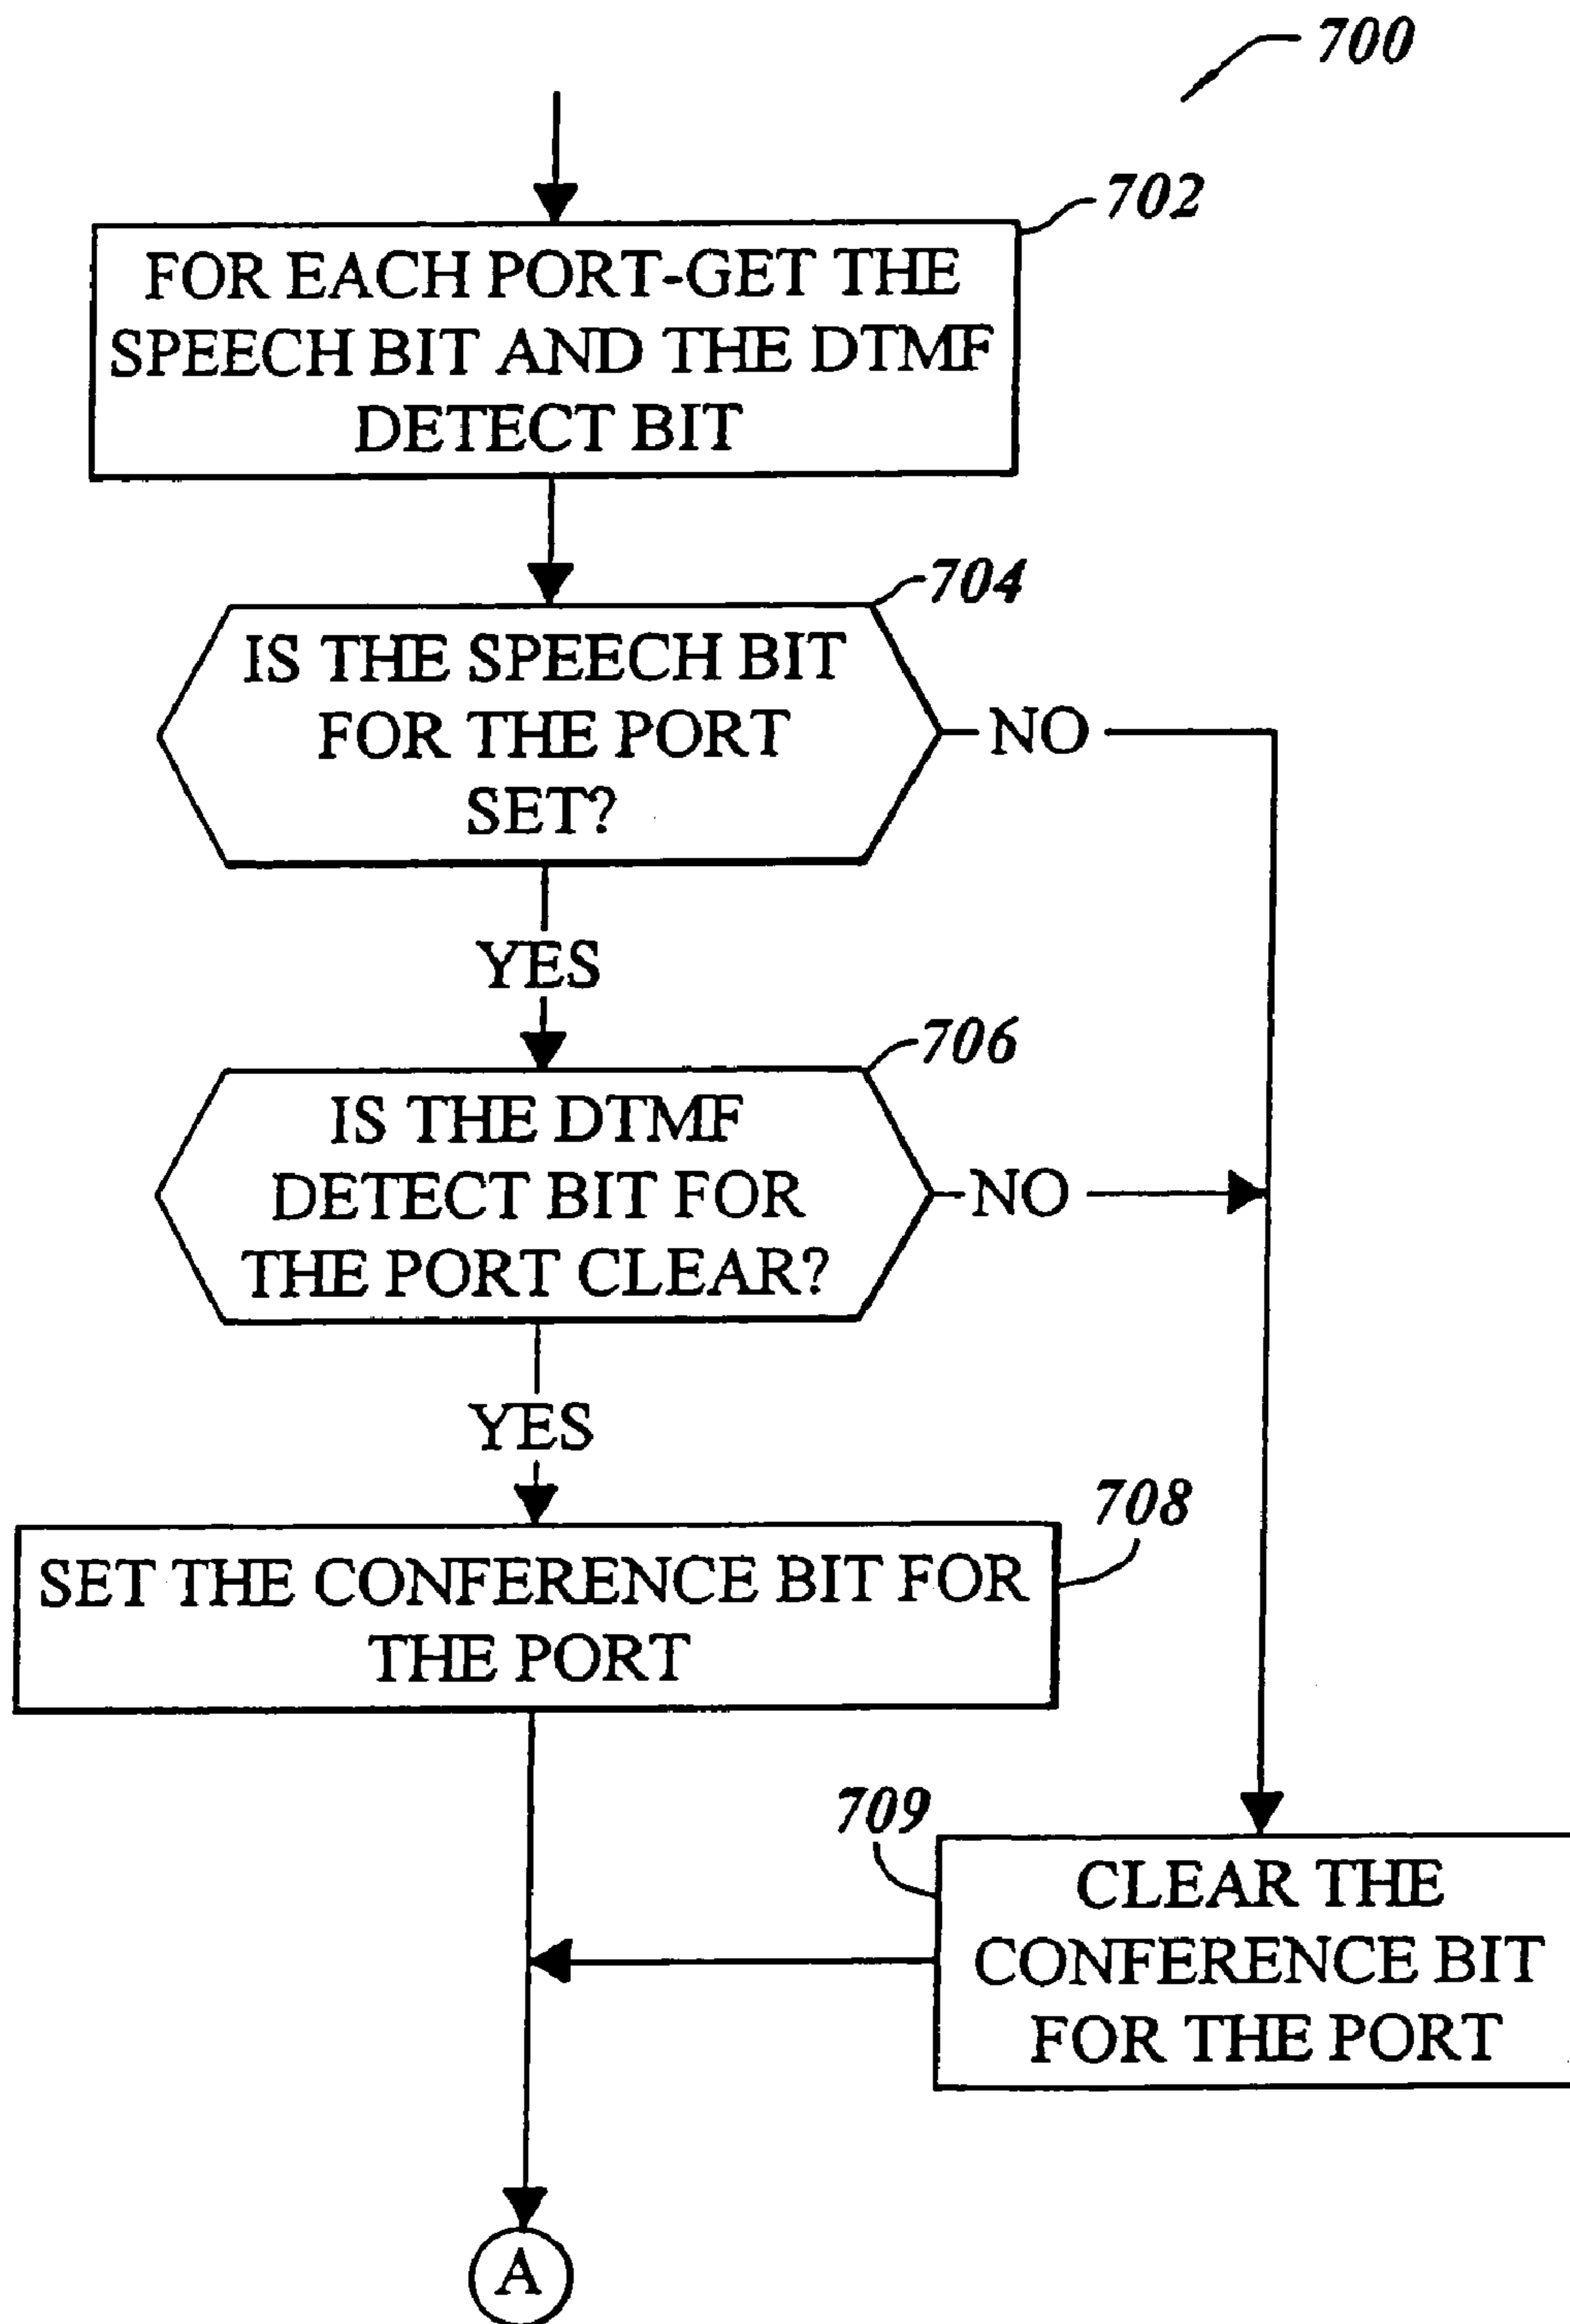 700
702
FOR EACH PORT-GET THE
SPEECH BIT AND THE DTMF
DETECT BIT
704
IS THE SPEECH BIT
FOR THE PORT
SET?
NO
YES
706
IS THE DTMF
DETECT BIT FOR
THE PORT CLEAR?
NO
YES
708
SET THE CONFERENCE BIT FOR
THE PORT
709
CLEAR THE
CONFERENCE BIT
FOR THE PORT
A